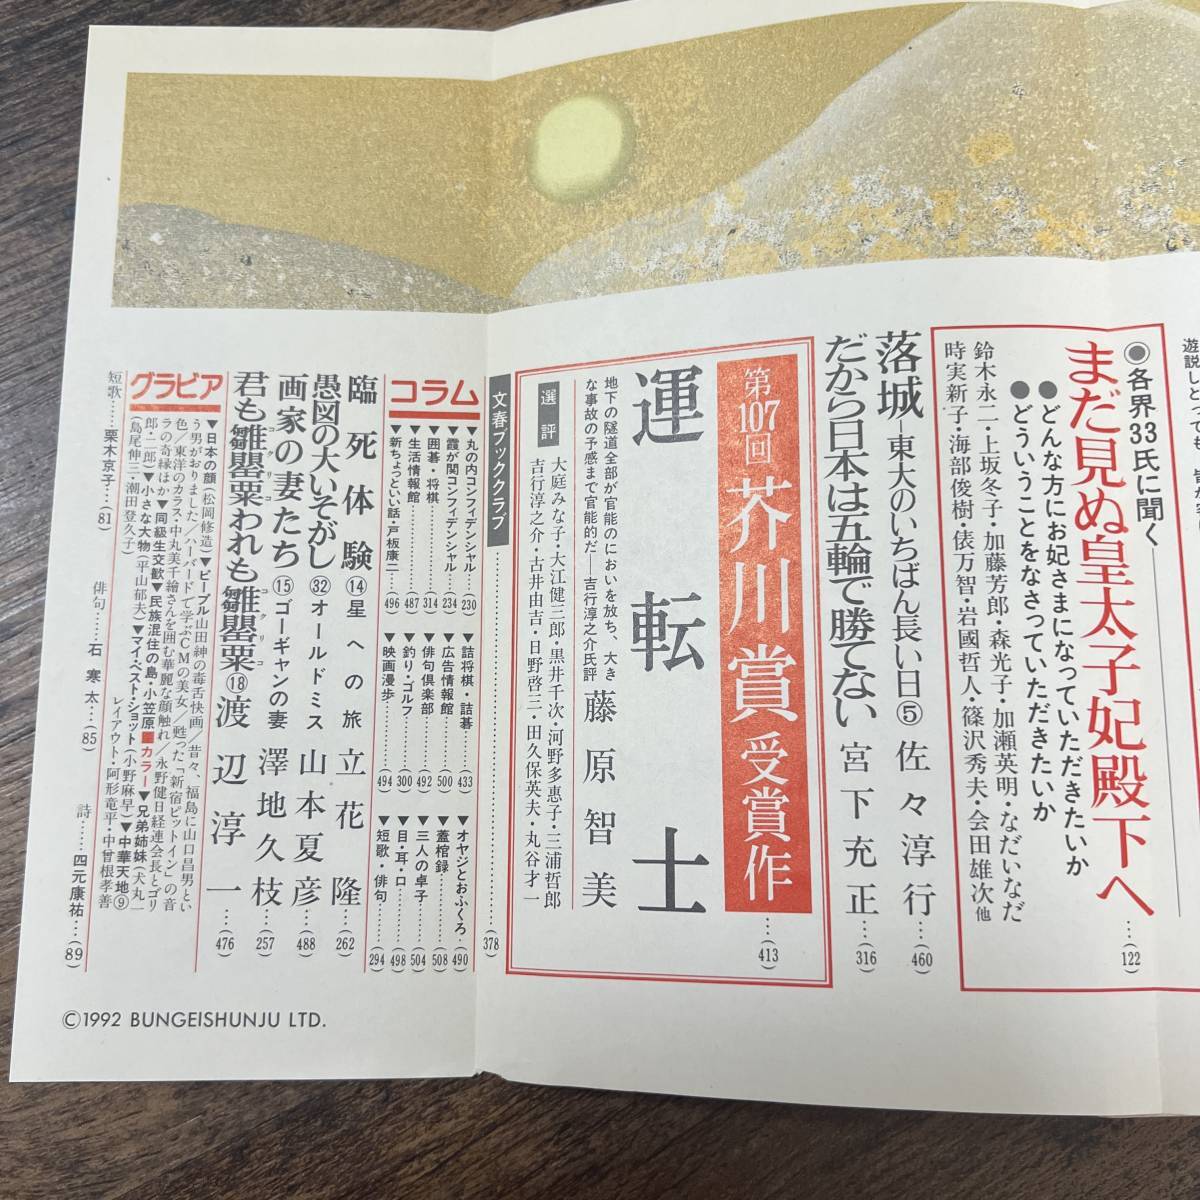 遊説しと
っても、
●各界33氏に聞く
まだ見ぬ皇太子妃殿下へ
●どんな方にお妃さまになっていただきたいか
●どういうことをなさっていただきたいか
……(122)
鈴木永二・上坂冬子・加藤芳郎・森光子・加瀬英明・なだいなだ
時実新子・海部俊樹・俵万智・岩國哲人・篠沢秀夫・会田雄次他
落城―東大のいちばん長い日⑤ 佐々淳行……(460)
だから日本は五輪で勝てない 宮下充正……(316)
第107回 芥川賞 受賞作……(413)
運転士 藤原智美
地下の隧道全部が官能のにおいを放ち、大き
な事故の予感まで官能的だ―吉行淳之介氏評
選評
大庭みな子・大江健三郎・黒井千次・河野多惠子・三浦哲郎
吉行淳之介・古井由吉・日野啓三・田久保英夫・丸谷才一
文春ブッククラブ……378
コラム
▼丸の内コンフィデンシャル……(230)
▼霞が関コンフィデンシャル……(234)
▼囲碁・将棋……(314)
▼生活情報館……(487)
▼新ちょっといい話・戸板康二……(496)
▼詰将棋・詰碁……(433)
▼広告情報館……(500)
▼俳句倶楽部……(492)
▼釣り・ゴルフ……(300)
▼映画漫歩……(494)
▼オヤジとおふくろ……(490)
▼蓋棺録……(508)
▼三人の卓子……(504)
▼目・耳・口……(498)
▼短歌・俳句……(294)
臨死体験⑭星への旅 立花隆……(262)
愚図の大いそがし㉜オールドミス 山本夏彦……(488)
画家の妻たち⑮ゴーギャンの妻 澤地久枝……(257)
君も雛罌粟われも雛罌粟⑱ 渡辺淳一……(476)
コクリコ
コクリコ
グラビア
▼日本の顔(松岡修造)▼ピープル山田神の毒舌快画/昔々、福島に山口昌男とい
う男がおりました/ハーバードで学ぶCMの美女/甦った「新宿ピットイン」の音
色/東洋のカラス・中丸美千繪さんを囲む華麗な顔触れ/永野健日経連会長とゴリ
ラの奇縁ほか▼同級生交歓▼民族混住の島・小笠原■カラー▼兄弟姉妹(犬丸一
郎・二郎)▼小さな大物(平山郁夫)▼マイ・ベスト・ショット(小野麻早)▼中華天地⑨
(島尾伸三・潮田登久子)
レイアウト・阿形竜平・中曽根孝善
短歌……栗木京子…(81)
俳句……石寒太…(85)
詩……四元康祐…(89)
©1992 BUNGEISHUNJU LTD.